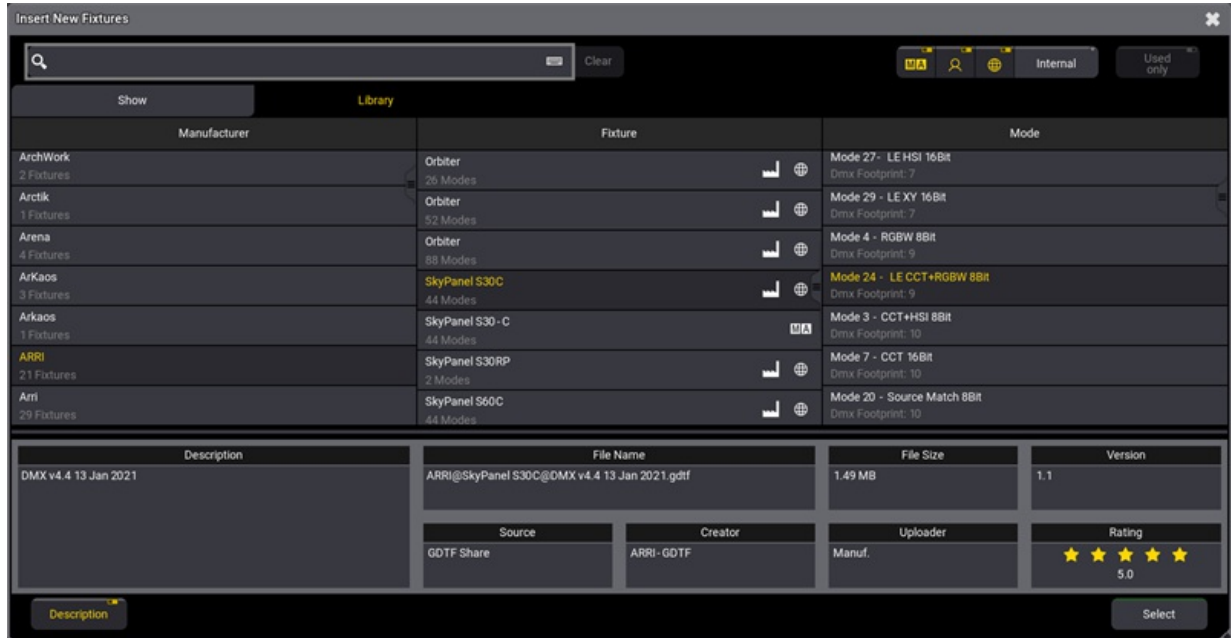 Insert New Fixtures
Clear
MA
Internal
Used
only
Show
Library
Manufacturer
Fixture
Mode
ArchWork
2 Fixtures
Arctik
1 Fixtures
Arena
4 Fixtures
ArKaos
3 Fixtures
Arkaos
1 Fixtures
ARRI
21 Fixtures
Arri
29 Fixtures
Orbiter
26 Modes
Orbiter
52 Modes
Orbiter
88 Modes
SkyPanel S30C
44 Modes
SkyPanel S30-C
44 Modes
MA
SkyPanel S30RP
2 Modes
SkyPanel S60C
44 Modes
Mode 27- LE HSI 16Bit
Dmx Footprint: 7
Mode 29 - LE XY 16Bit
Dmx Footprint: 7
Mode 4 - RGBW 8Bit
Dmx Footprint: 9
Mode 24 - LE CCT+RGBW 8Bit
Dmx Footprint: 9
Mode 3 - CCT+HSI 8Bit
Dmx Footprint: 10
Mode 7 - CCT 16Bit
Dmx Footprint: 10
Mode 20 - Source Match 8Bit
Dmx Footprint: 10
Description
DMX v4.4 13 Jan 2021
File Name
ARRI@SkyPanel S30C@DMX v4.4 13 Jan 2021.gdtf
File Size
1.49 MB
Version
1.1
Source
GDTF Share
Creator
ARRI-GDTF
Uploader
Manuf.
Rating
5.0
Description
Select